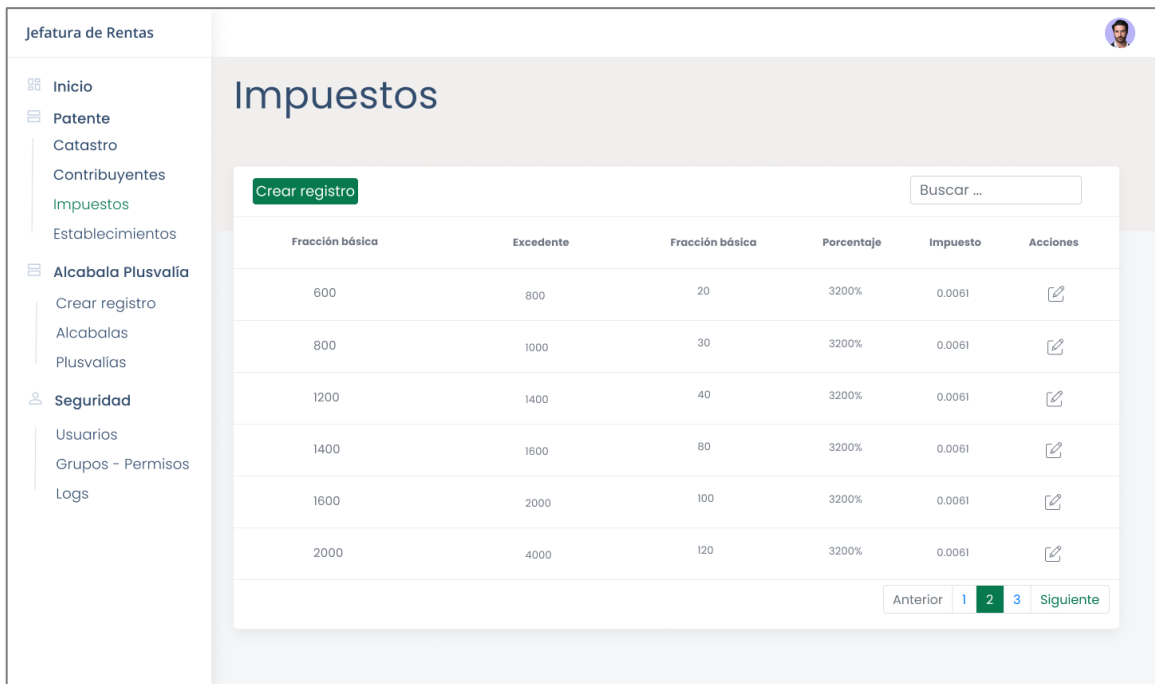 Jefatura de Rentas
Inicio
Patente
Catastro
Contribuyentes
Impuestos
Establecimientos
Alcabala Plusvalía
Crear registro
Alcabalas
Plusvalías
Seguridad
Usuarios
Grupos - Permisos
Logs
Impuestos
Crear registro Buscar ...
Fracción básica Excedente Fracción básica Porcentaje Impuesto Acciones
600 800 20 3200% 0.0061
800 1000 30 3200% 0.0061
1200 1400 40 3200% 0.0061
1400 1600 80 3200% 0.0061
1600 2000 100 3200% 0.0061
2000 4000 120 3200% 0.0061
Anterior 1 2 3 Siguiente